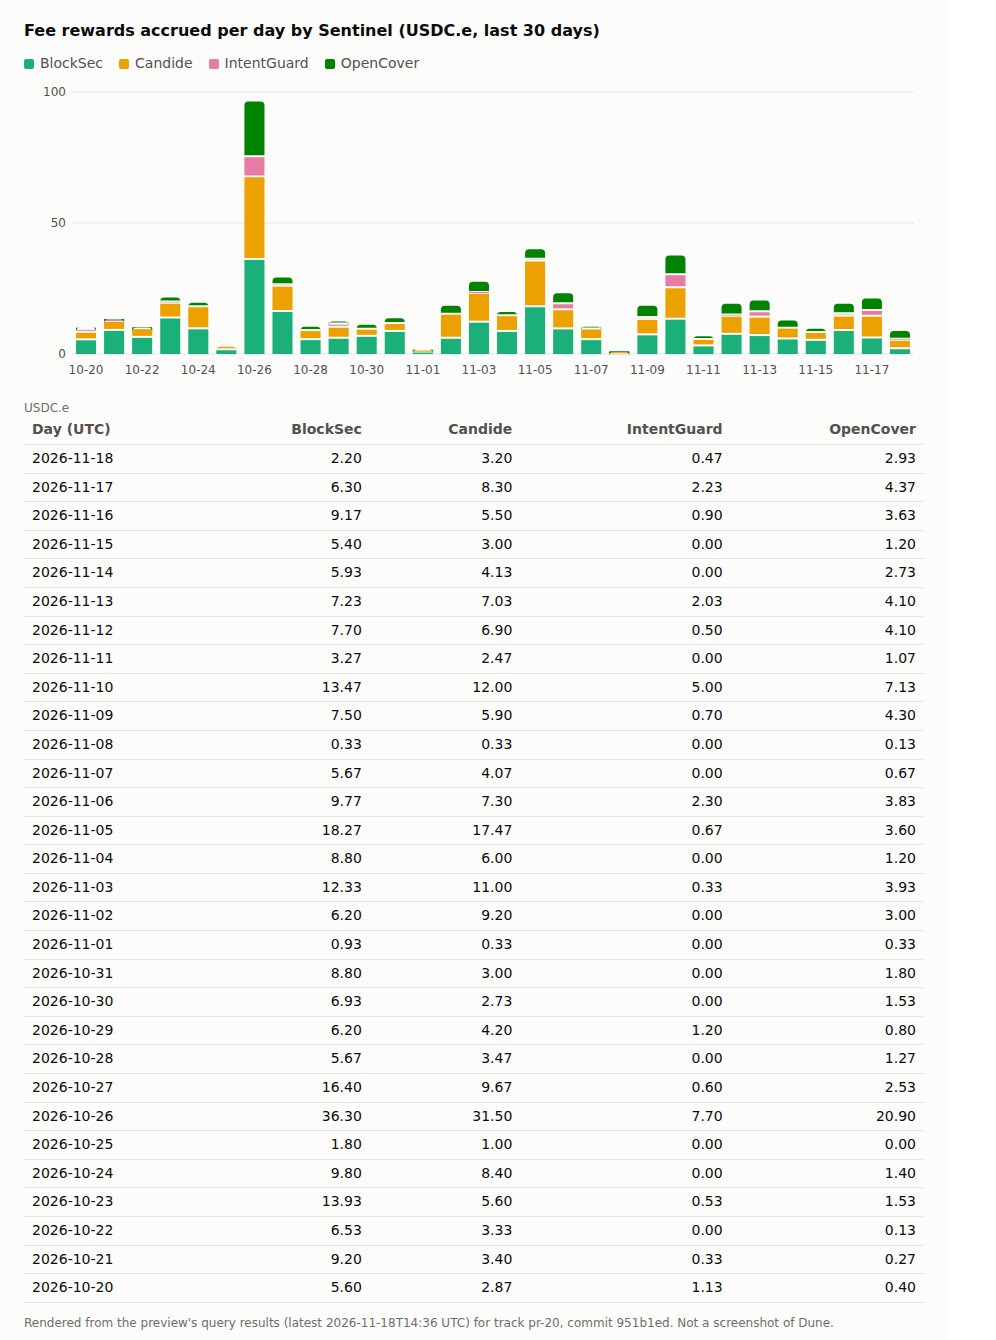 Fee rewards accrued per day by Sentinel (USDC.e, last 30 days)
BlockSec Candide IntentGuard OpenCover
100
50
0
10-20 10-22 10-24 10-26 10-28 10-30 11-01 11-03 11-05 11-07 11-09 11-11 11-13 11-15 11-17
USDC.e
Day (UTC) BlockSec Candide IntentGuard OpenCover
2026-11-18 2.20 3.20 0.47 2.93
2026-11-17 6.30 8.30 2.23 4.37
2026-11-16 9.17 5.50 0.90 3.63
2026-11-15 5.40 3.00 0.00 1.20
2026-11-14 5.93 4.13 0.00 2.73
2026-11-13 7.23 7.03 2.03 4.10
2026-11-12 7.70 6.90 0.50 4.10
2026-11-11 3.27 2.47 0.00 1.07
2026-11-10 13.47 12.00 5.00 7.13
2026-11-09 7.50 5.90 0.70 4.30
2026-11-08 0.33 0.33 0.00 0.13
2026-11-07 5.67 4.07 0.00 0.67
2026-11-06 9.77 7.30 2.30 3.83
2026-11-05 18.27 17.47 0.67 3.60
2026-11-04 8.80 6.00 0.00 1.20
2026-11-03 12.33 11.00 0.33 3.93
2026-11-02 6.20 9.20 0.00 3.00
2026-11-01 0.93 0.33 0.00 0.33
2026-10-31 8.80 3.00 0.00 1.80
2026-10-30 6.93 2.73 0.00 1.53
2026-10-29 6.20 4.20 1.20 0.80
2026-10-28 5.67 3.47 0.00 1.27
2026-10-27 16.40 9.67 0.60 2.53
2026-10-26 36.30 31.50 7.70 20.90
2026-10-25 1.80 1.00 0.00 0.00
2026-10-24 9.80 8.40 0.00 1.40
2026-10-23 13.93 5.60 0.53 1.53
2026-10-22 6.53 3.33 0.00 0.13
2026-10-21 9.20 3.40 0.33 0.27
2026-10-20 5.60 2.87 1.13 0.40
Rendered from the preview's query results (latest 2026-11-18T14:36 UTC) for track pr-20, commit 951b1ed. Not a screenshot of Dune.